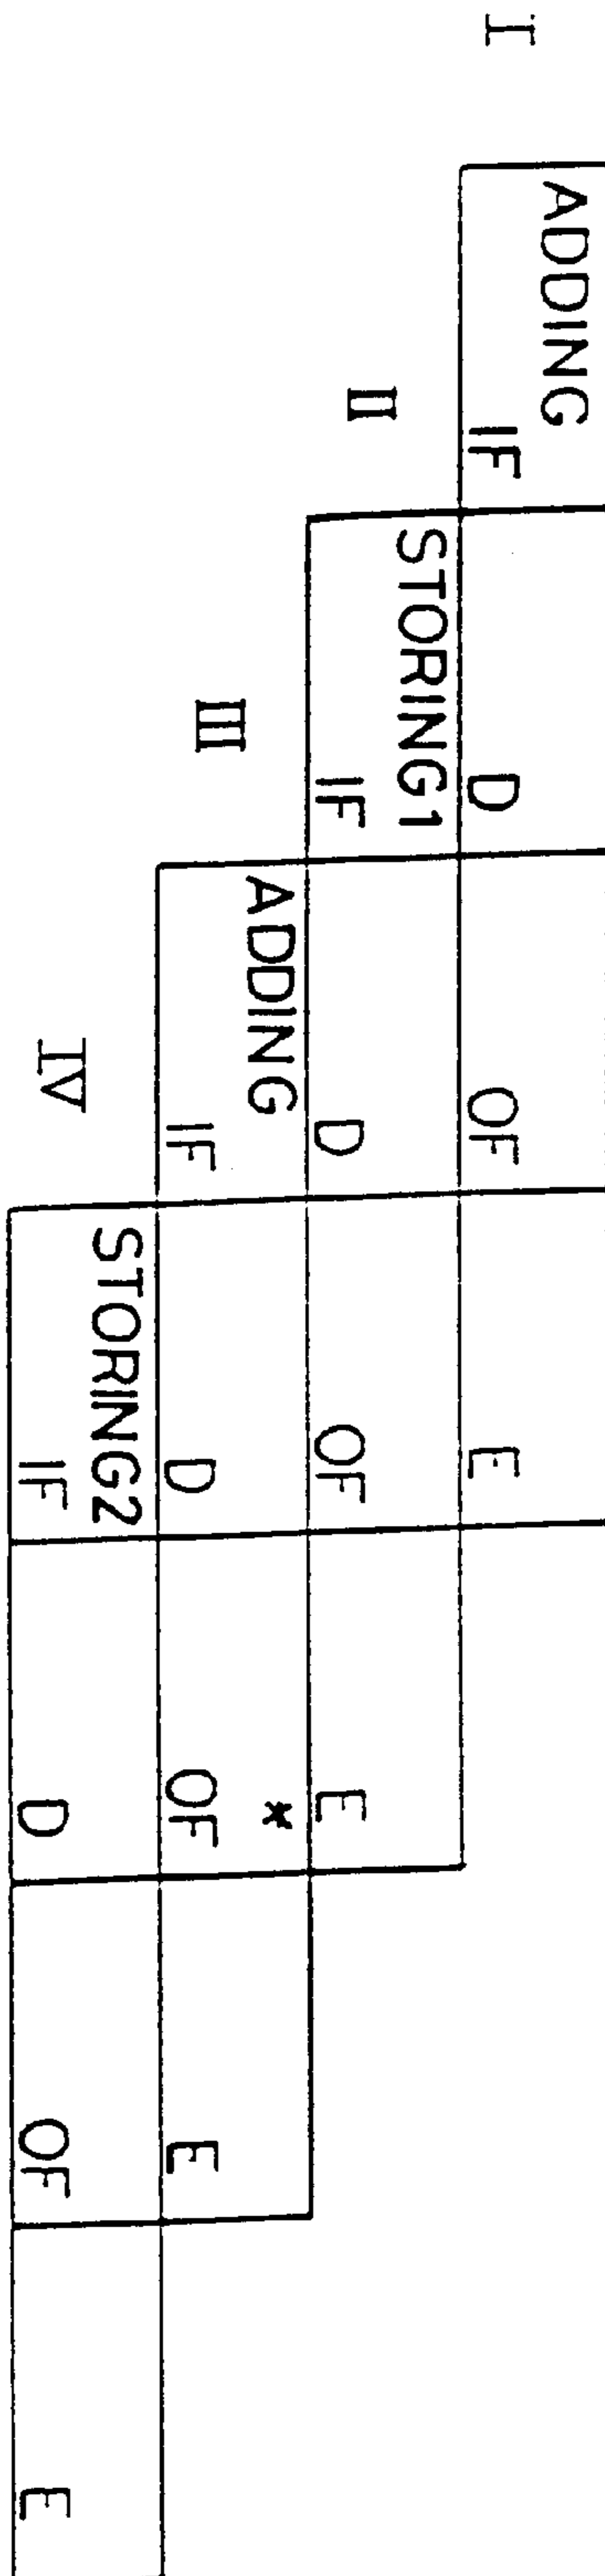 I
ADDING
IF D OF E
II
STORING1
IF D OF E
III
ADDING *
IF D OF E
IV
STORING2
IF D OF E